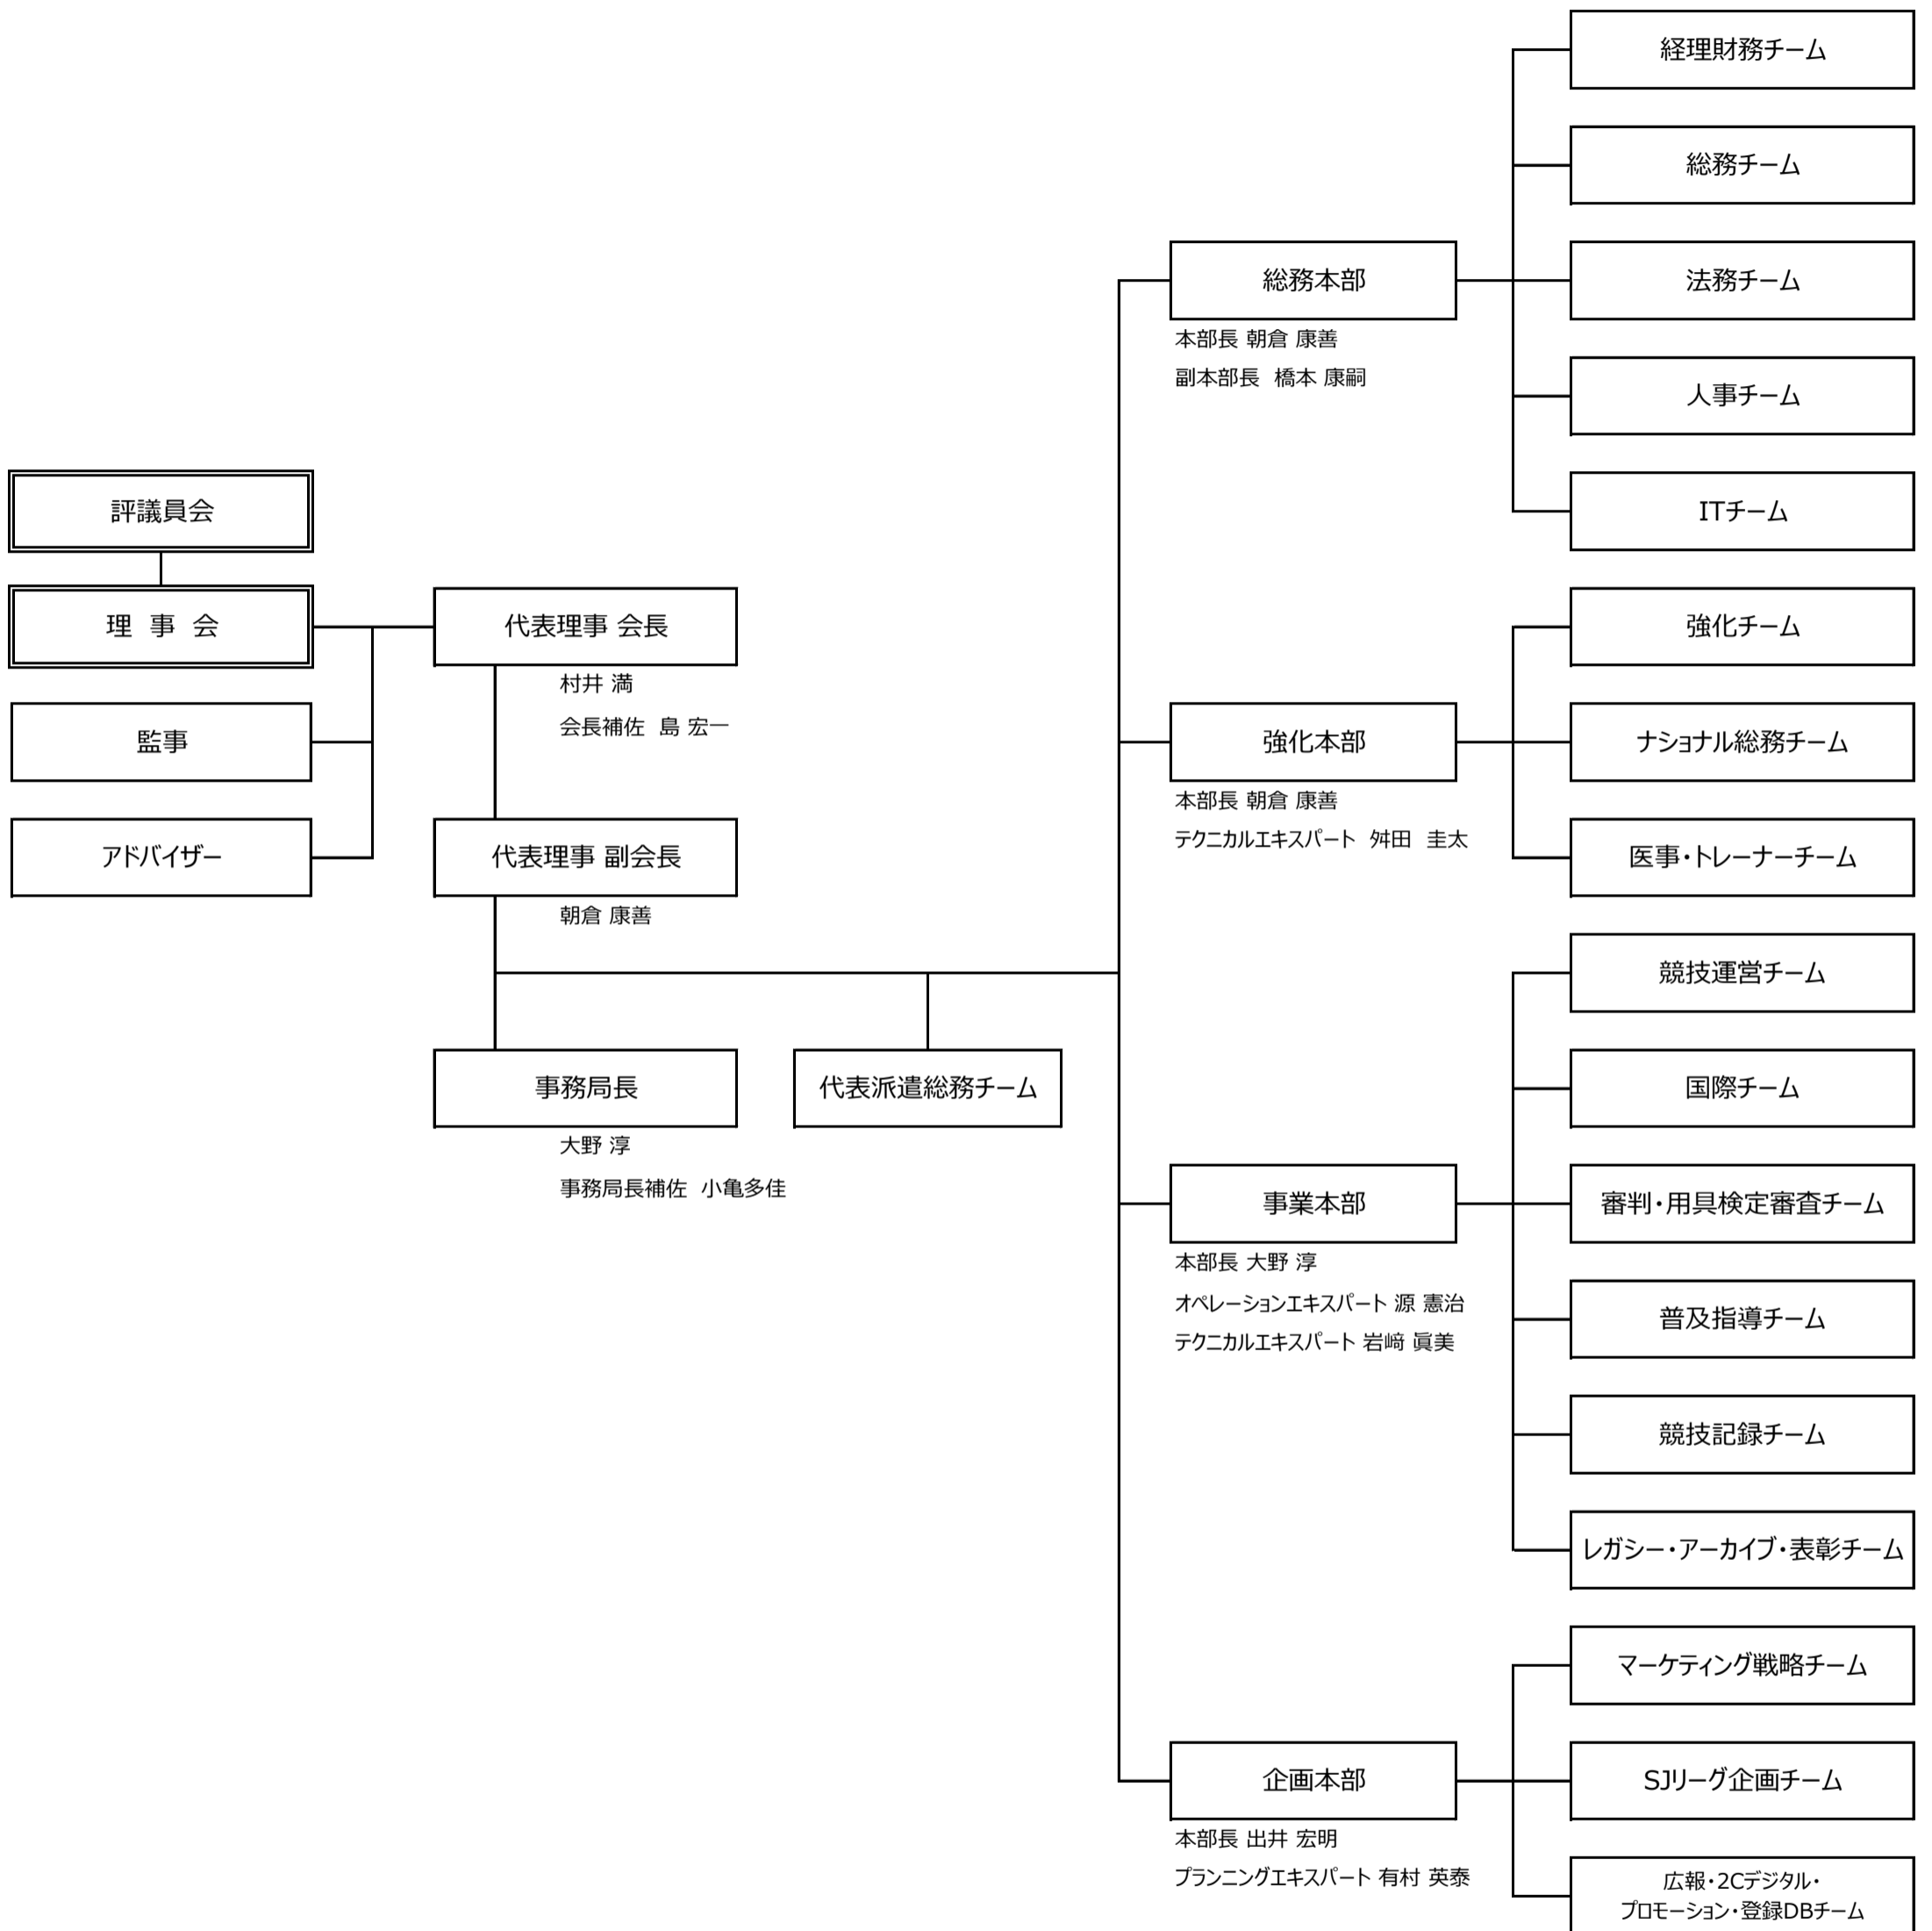 評議員会
理 事 会
監事
アドバイザー
代表理事 会長
村井 満
会長補佐 島 宏一
代表理事 副会長
朝倉 康善
事務局長
大野 淳
事務局長補佐 小亀多佳
代表派遣総務チーム
総務本部
本部長 朝倉 康善
副本部長 橋本 康嗣
経理財務チーム
総務チーム
法務チーム
人事チーム
ITチーム
強化本部
本部長 朝倉 康善
テクニカルエキスパート 舛田 圭太
強化チーム
ナショナル総務チーム
医事・トレーナーチーム
事業本部
本部長 大野 淳
オペレーションエキスパート 源 憲治
テクニカルエキスパート 岩﨑 眞美
競技運営チーム
国際チーム
審判・用具検定審査チーム
普及指導チーム
競技記録チーム
レガシー・アーカイブ・表彰チーム
企画本部
本部長 出井 宏明
プランニングエキスパート 有村 英泰
マーケティング戦略チーム
SJリーグ企画チーム
広報・2Cデジタル・
プロモーション・登録DBチーム